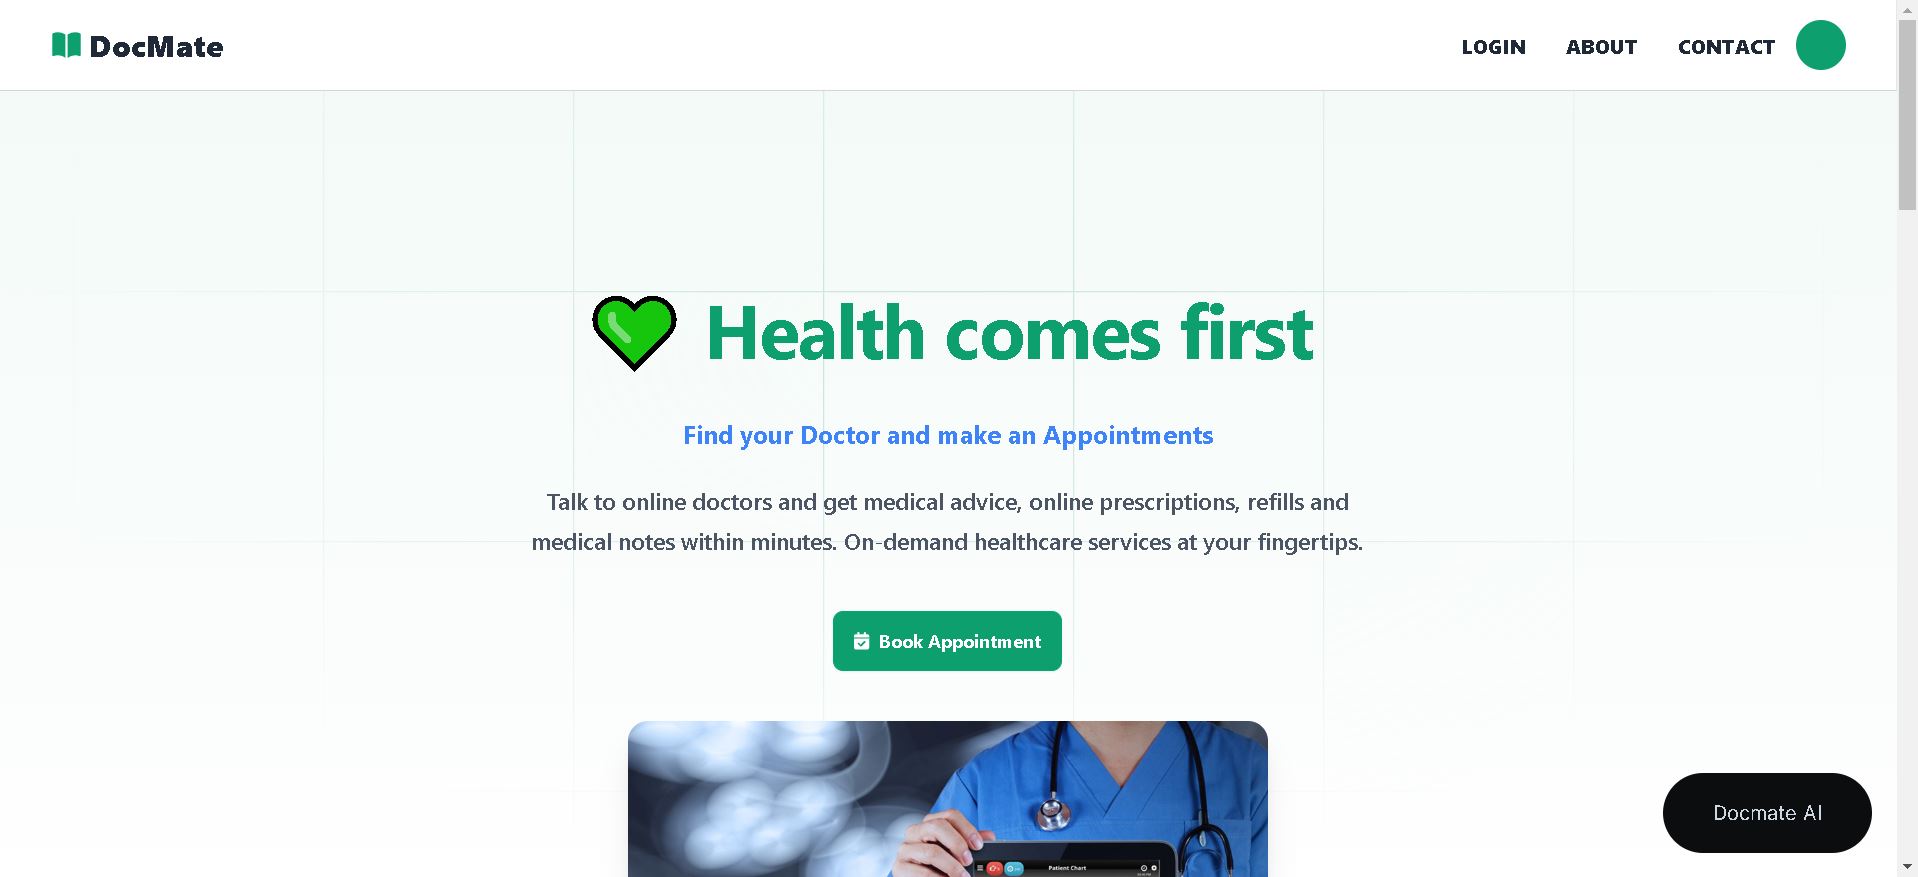 DocMate
LOGIN
ABOUT
CONTACT
Health comes first
Find your Doctor and make an Appointments
Talk to online doctors and get medical advice, online prescriptions, refills and
medical notes within minutes. On-demand healthcare services at your fingertips.
Book Appointment
Patient Chart
Docmate AI